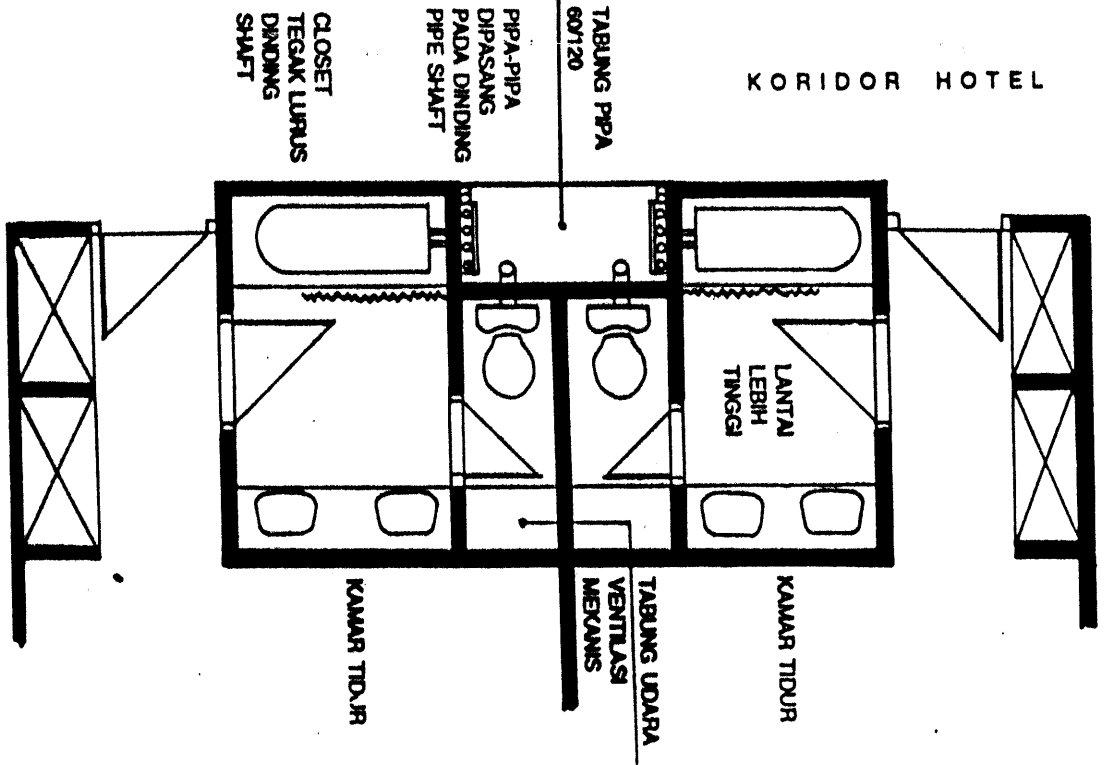 KORIDOR HOTEL
TABUNG PIPA
60/120
PIPA-PIPA
DIPASANG
PADA DINDING
PIPE SHAFT
CLOSET
TEGAK LURUS
DINDING
SHAFT
LANTAI
LEBIH
TINGGI
KAMAR TIDUR
TABUNG UDARA
VENTILASI
MEKANIS
KAMAR TIDUR